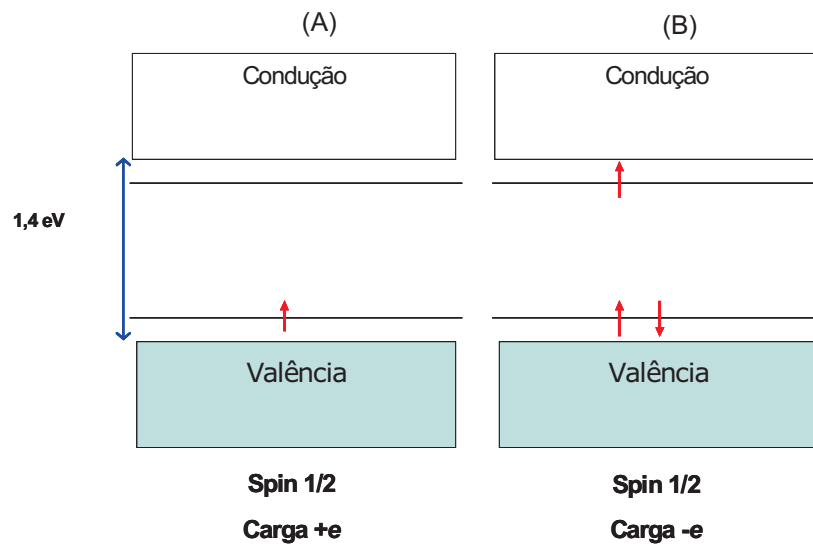 (A)
(B)
Condução
Condução
1,4 eV
Valência
Valência
Spin 1/2
Spin 1/2
Carga +e
Carga -e